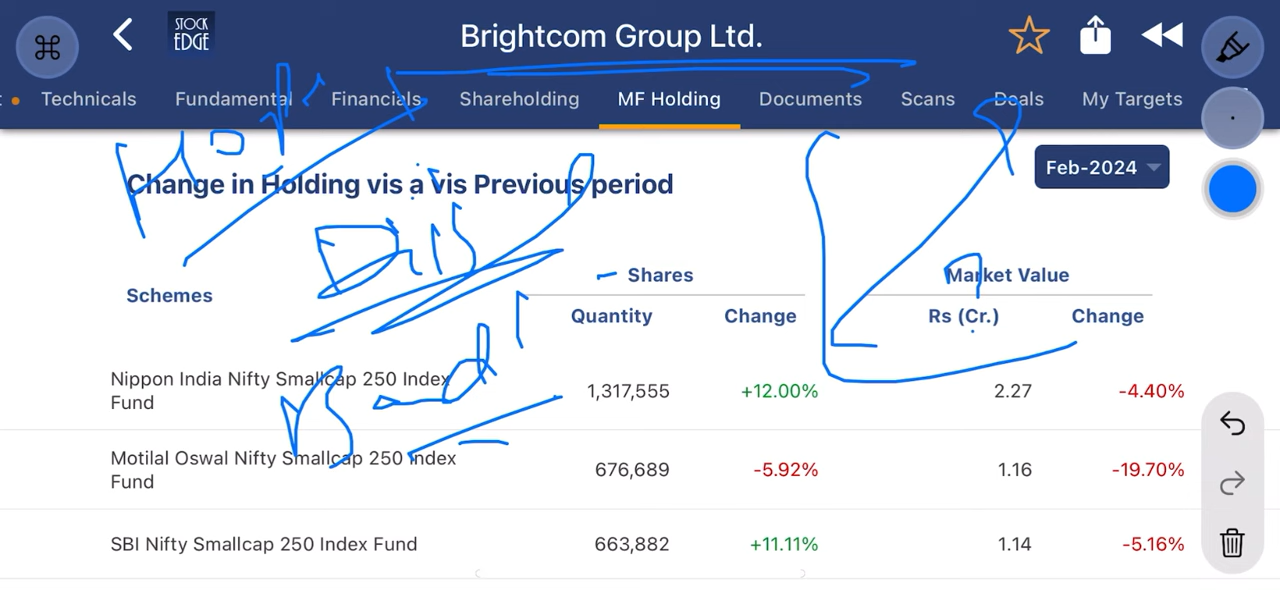 STOCK
EDGE
Brightcom Group Ltd.
Technicals Fundamental Financials Shareholding MF Holding Documents Scans Deals My Targets
Change in Holding vis a vis Previous period
Feb-2024
Schemes
Shares
Market Value
Quantity Change Rs (Cr.) Change
Nippon India Nifty Smallcap 250 Index
Fund
1,317,555 +12.00% 2.27 -4.40%
Motilal Oswal Nifty Smallcap 250 Index
Fund
676,689 -5.92% 1.16 -19.70%
SBI Nifty Smallcap 250 Index Fund 663,882 +11.11% 1.14 -5.16%